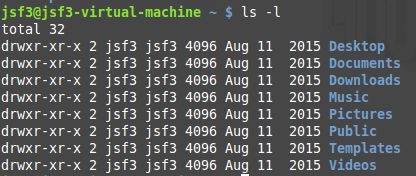 jsf3@jsf3-virtual-machine ~ $ ls -l
total 32
drwxr-xr-x 2 jsf3 jsf3 4096 Aug 11  2015 Desktop
drwxr-xr-x 2 jsf3 jsf3 4096 Aug 11  2015 Documents
drwxr-xr-x 2 jsf3 jsf3 4096 Aug 11  2015 Downloads
drwxr-xr-x 2 jsf3 jsf3 4096 Aug 11  2015 Music
drwxr-xr-x 2 jsf3 jsf3 4096 Aug 11  2015 Pictures
drwxr-xr-x 2 jsf3 jsf3 4096 Aug 11  2015 Public
drwxr-xr-x 2 jsf3 jsf3 4096 Aug 11  2015 Templates
drwxr-xr-x 2 jsf3 jsf3 4096 Aug 11  2015 Videos